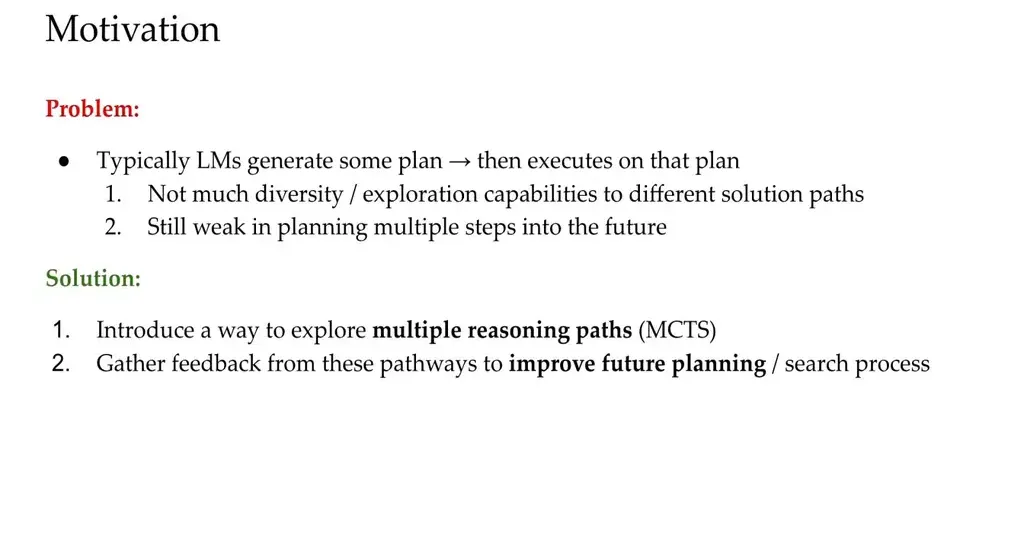 Motivation
Problem:
● Typically LMs generate some plan → then executes on that plan
1. Not much diversity / exploration capabilities to different solution paths
2. Still weak in planning multiple steps into the future
Solution:
1. Introduce a way to explore multiple reasoning paths (MCTS)
2. Gather feedback from these pathways to improve future planning / search process